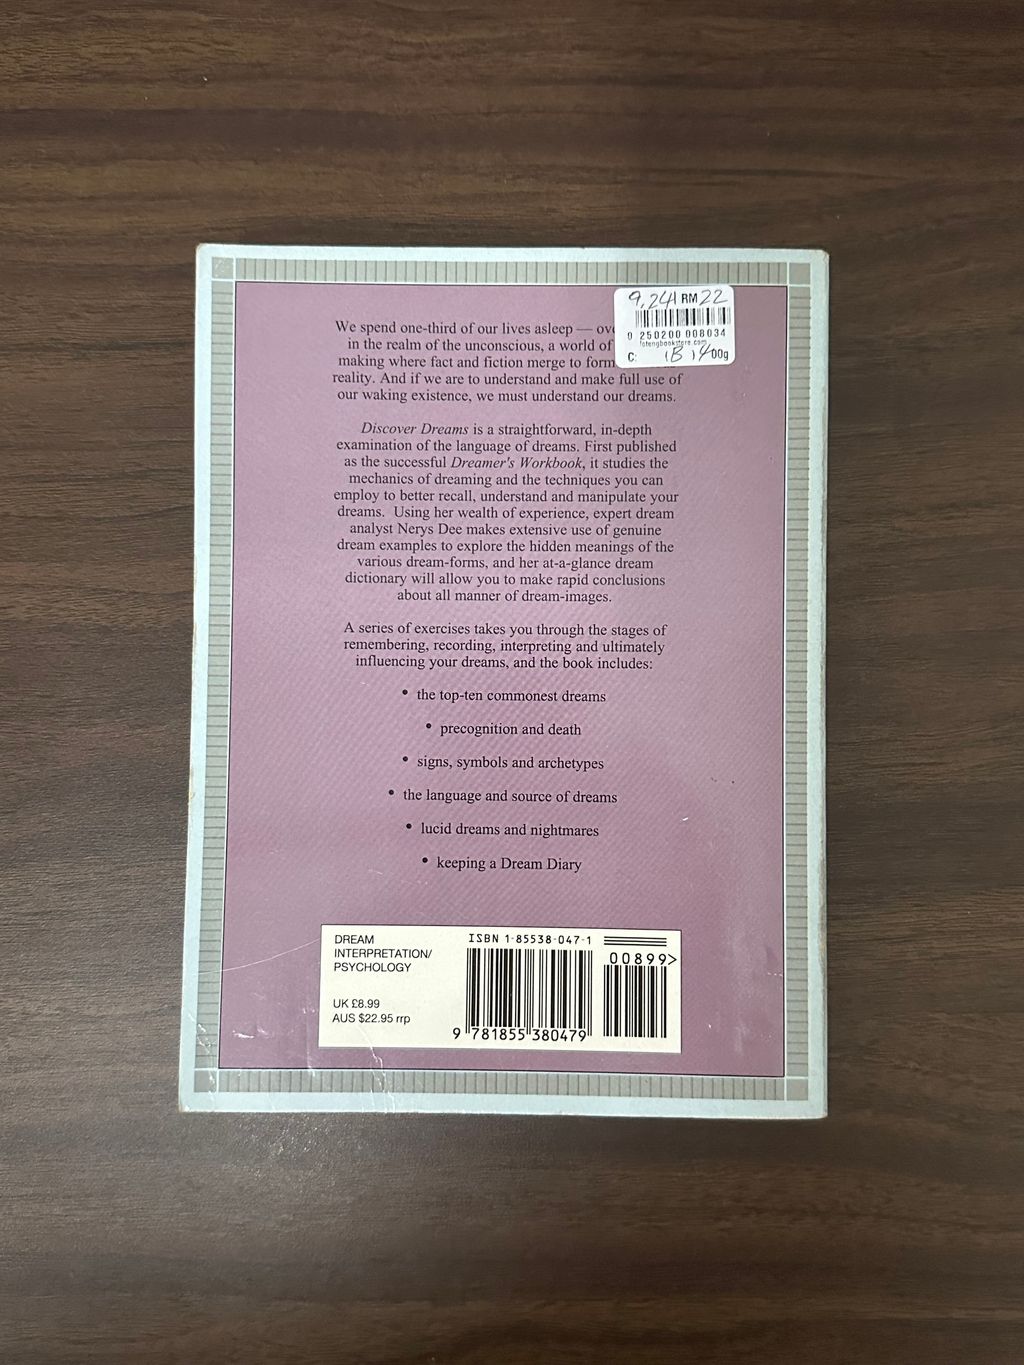 9.24 RM 22
0 250200 008034
C: 1B 1400g
We spend one-third of our lives asleep —
in the realm of the unconscious, a world of
making where fact and fiction merge to form
reality. And if we are to understand and make full use of
our waking existence, we must understand our dreams.
Discover Dreams is a straightforward, in-depth
examination of the language of dreams. First published
as the successful Dreamer's Workbook, it studies the
mechanics of dreaming and the techniques you can
employ to better recall, understand and manipulate your
dreams. Using her wealth of experience, expert dream
analyst Nerys Dee makes extensive use of genuine
dream examples to explore the hidden meanings of the
various dream-forms, and her at-a-glance dream
dictionary will allow you to make rapid conclusions
about all manner of dream-images.
A series of exercises takes you through the stages of
remembering, recording, interpreting and ultimately
influencing your dreams, and the book includes:
• the top-ten commonest dreams
• precognition and death
• signs, symbols and archetypes
• the language and source of dreams
• lucid dreams and nightmares
• keeping a Dream Diary
DREAM
INTERPRETATION/
PSYCHOLOGY
UK £8.99
AUS $22.95 rrp
ISBN 1-85538-047-1
00899>
9 781855 380479